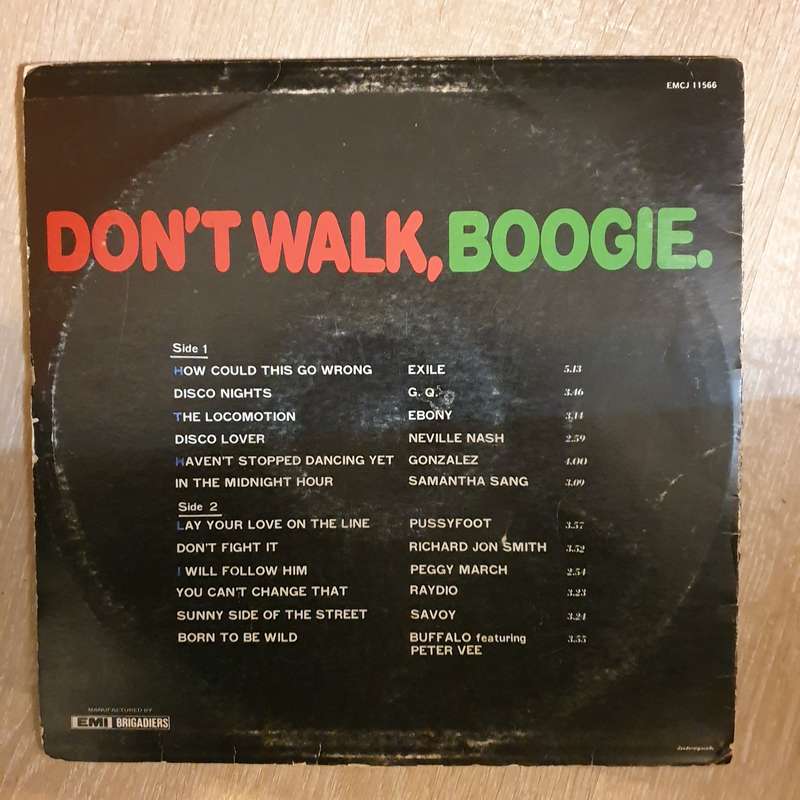 EMCJ 11566
DON'T WALK, BOOGIE.
Side 1
HOW COULD THIS GO WRONG EXILE 5.13
DISCO NIGHTS G. Q. 3.46
THE LOCOMOTION EBONY 3.14
DISCO LOVER NEVILLE NASH 2.59
HAVEN'T STOPPED DANCING YET GONZALEZ 4.00
IN THE MIDNIGHT HOUR SAMANTHA SANG 3.09
Side 2
LAY YOUR LOVE ON THE LINE PUSSYFOOT 3.57
DON'T FIGHT IT RICHARD JON SMITH 3.52
I WILL FOLLOW HIM PEGGY MARCH 2.54
YOU CAN'T CHANGE THAT RAYDIO 3.23
SUNNY SIDE OF THE STREET SAVOY 3.24
BORN TO BE WILD BUFFALO featuring 3.55
PETER VEE
MANUFACTURED BY
EMI BRIGADIERS